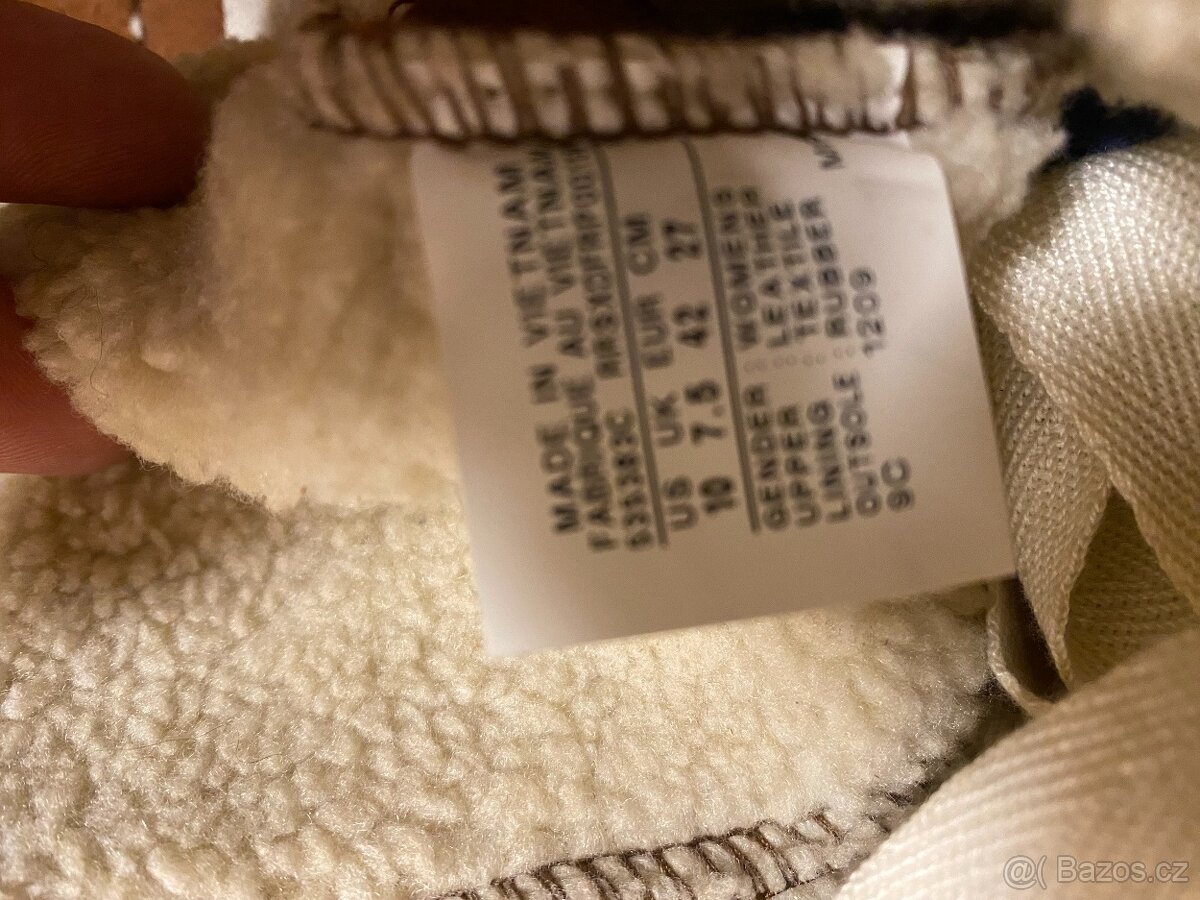 MADE IN VIETNAM
FABRIQUE AU VIETNAM
US UK EUR CM
10 7.5 42 27
GENDER WOMENS
UPPER LEATHER
LINING TEXTILE
OUTSOLE RUBBER
9C 1209
@( Bazos.cz